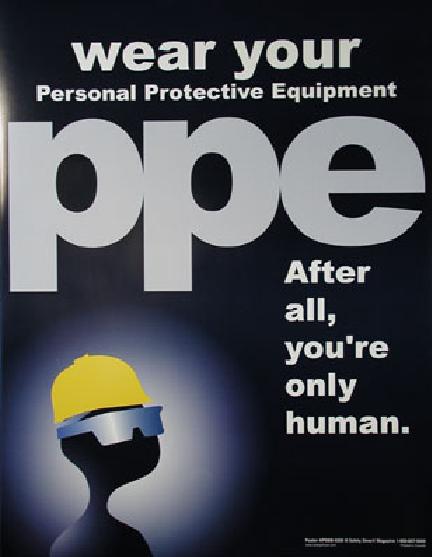 wear your
Personal Protective Equipment
ppe
After
all,
you're
only
human.